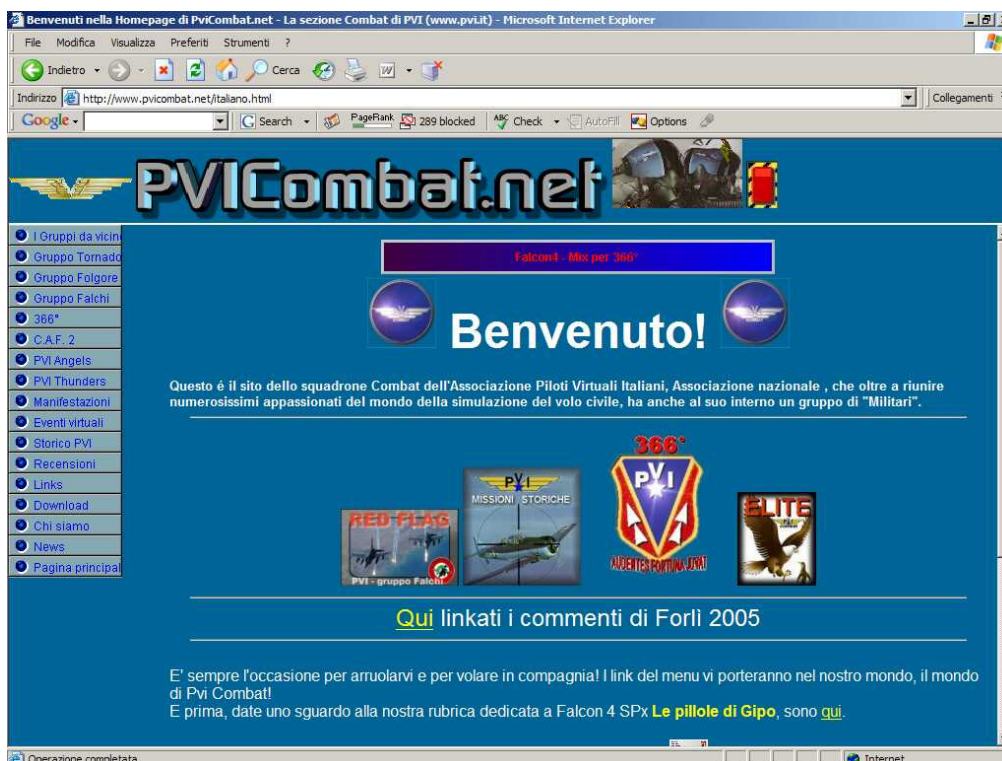 Benvenuti nella Homepage di PviCombat.net - La sezione Combat di PVI (www.pvi.it) - Microsoft Internet Explorer
File Modifica Visualizza Preferiti Strumenti ?
Indietro Cerca
Indirizzo http://www.pvicombat.net/italiano.html Collegamenti
Google Search PageRank 289 blocked ABC Check AutoFill Options
PVICombat.net
I Gruppi da vicin
Gruppo Tornado
Gruppo Folgore
Gruppo Falchi
366°
C.A.F. 2
PVI Angels
PVI Thunders
Manifestazioni
Eventi virtuali
Storico PVI
Recensioni
Links
Download
Chi siamo
News
Pagina principal
Falcon4 - Mix per 366°
Benvenuto!
Questo é il sito dello squadrone Combat dell'Associazione Piloti Virtuali Italiani, Associazione nazionale , che oltre a riunire
numerosissimi appassionati del mondo della simulazione del volo civile, ha anche al suo interno un gruppo di "Militari".
RED FLAG
PVI - gruppo Falchi
PVI
MISSIONI STORICHE
366°
PVI
AUDENTES FORTUNA JUVAT
ELITE
Qui linkati i commenti di Forlì 2005
E' sempre l'occasione per arruolarvi e per volare in compagnia! I link del menu vi porteranno nel nostro mondo, il mondo
di Pvi Combat!
E prima, date uno sguardo alla nostra rubrica dedicata a Falcon 4 SPx Le pillole di Gipo, sono qui.
Operazione completata Internet